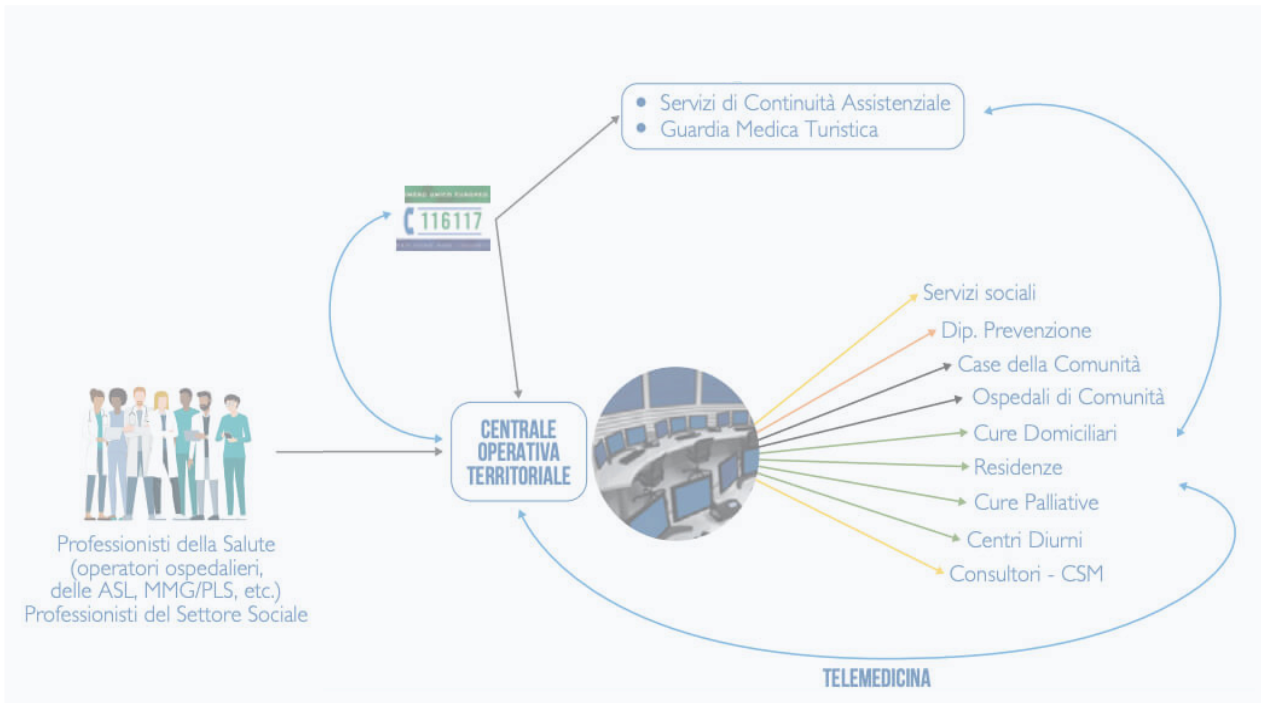 Servizi di Continuità Assistenziale
Guardia Medica Turistica
116117
Servizi sociali
Dip. Prevenzione
Case della Comunità
Ospedali di Comunità
Cure Domiciliari
Residenze
Cure Palliative
Centri Diurni
Consultori - CSM
CENTRALE
OPERATIVA
TERRITORIALE
Professionisti della Salute
(operatori ospedalieri,
delle ASL, MMG/PLS, etc.)
Professionisti del Settore Sociale
TELEMEDICINA